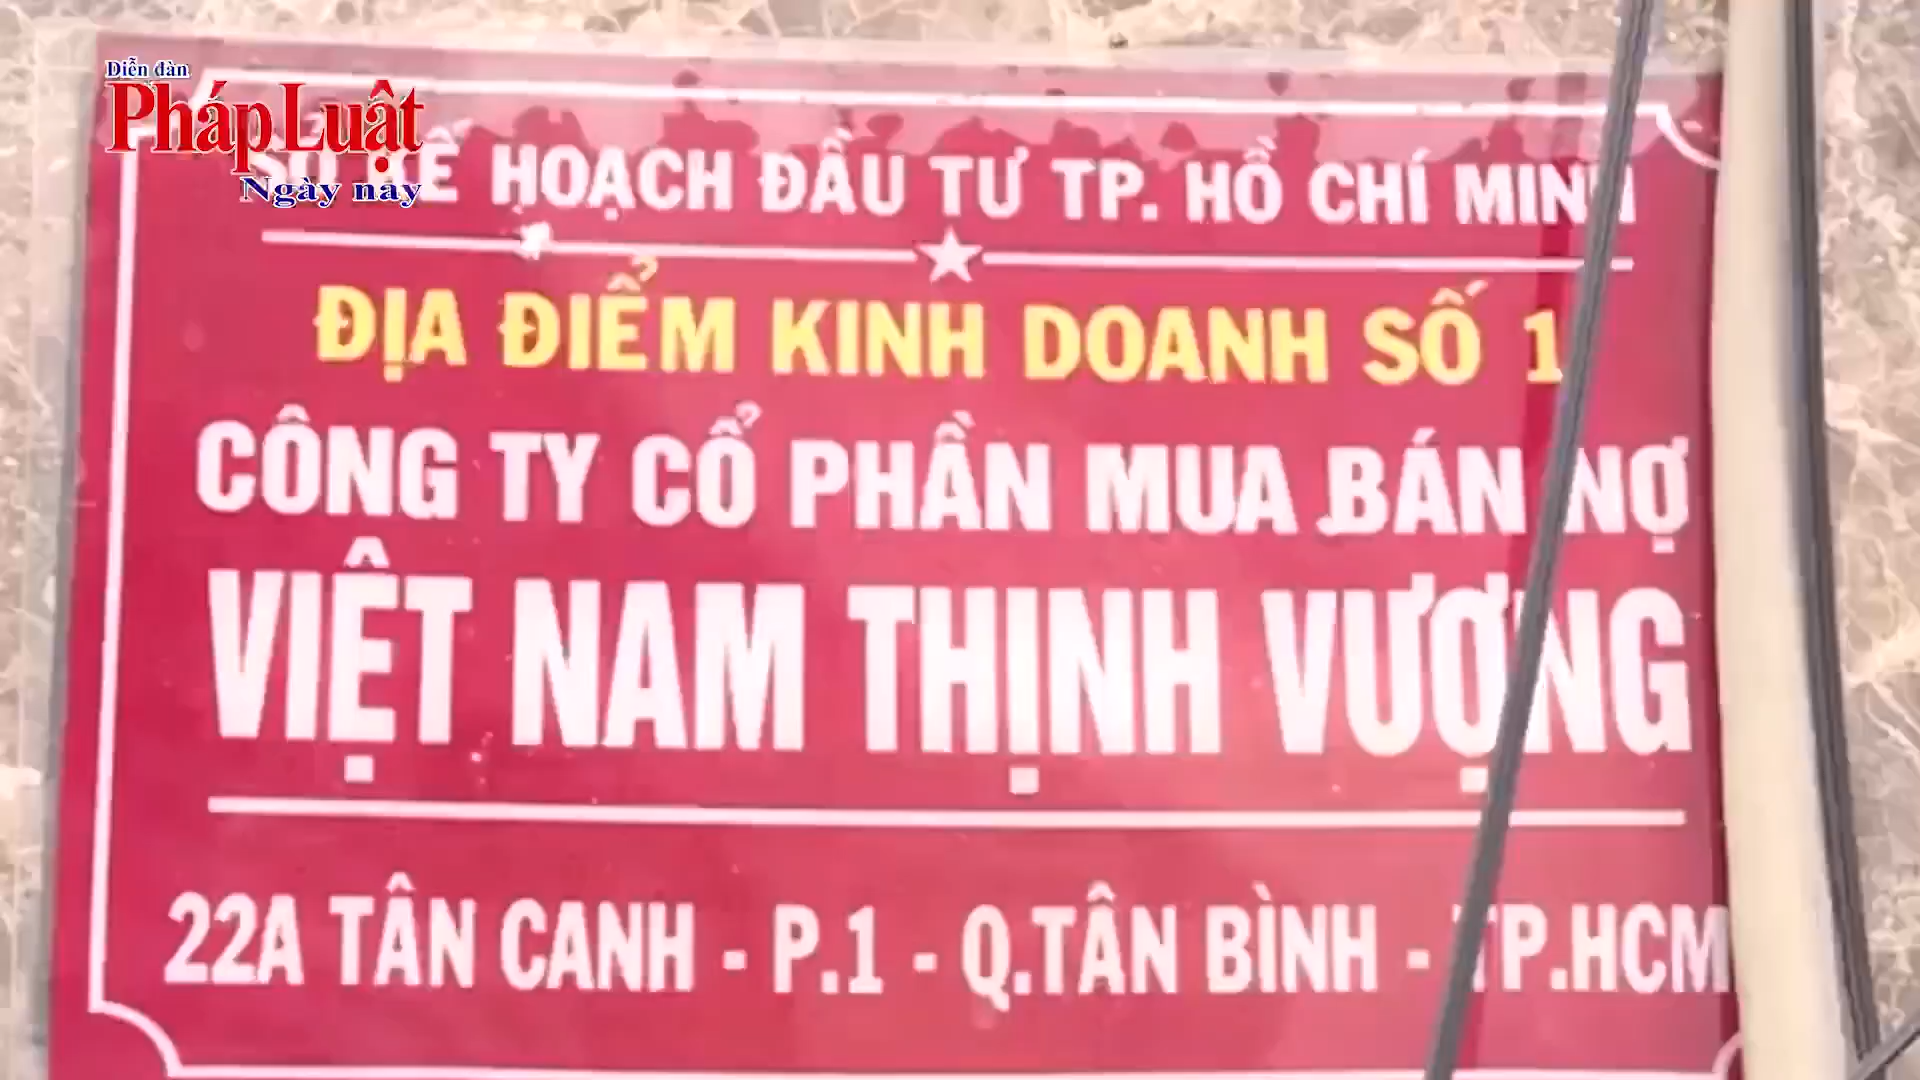 Diễn đàn
Pháp Luật
Ngày nay
SỞ KẾ HOẠCH ĐẦU TƯ TP. HỒ CHÍ MINH
ĐỊA ĐIỂM KINH DOANH SỐ 1
CÔNG TY CỔ PHẦN MUA BÁN NỢ
VIỆT NAM THỊNH VƯỢNG
22A TÂN CANH - P.1 - Q.TÂN BÌNH - TP.HCM